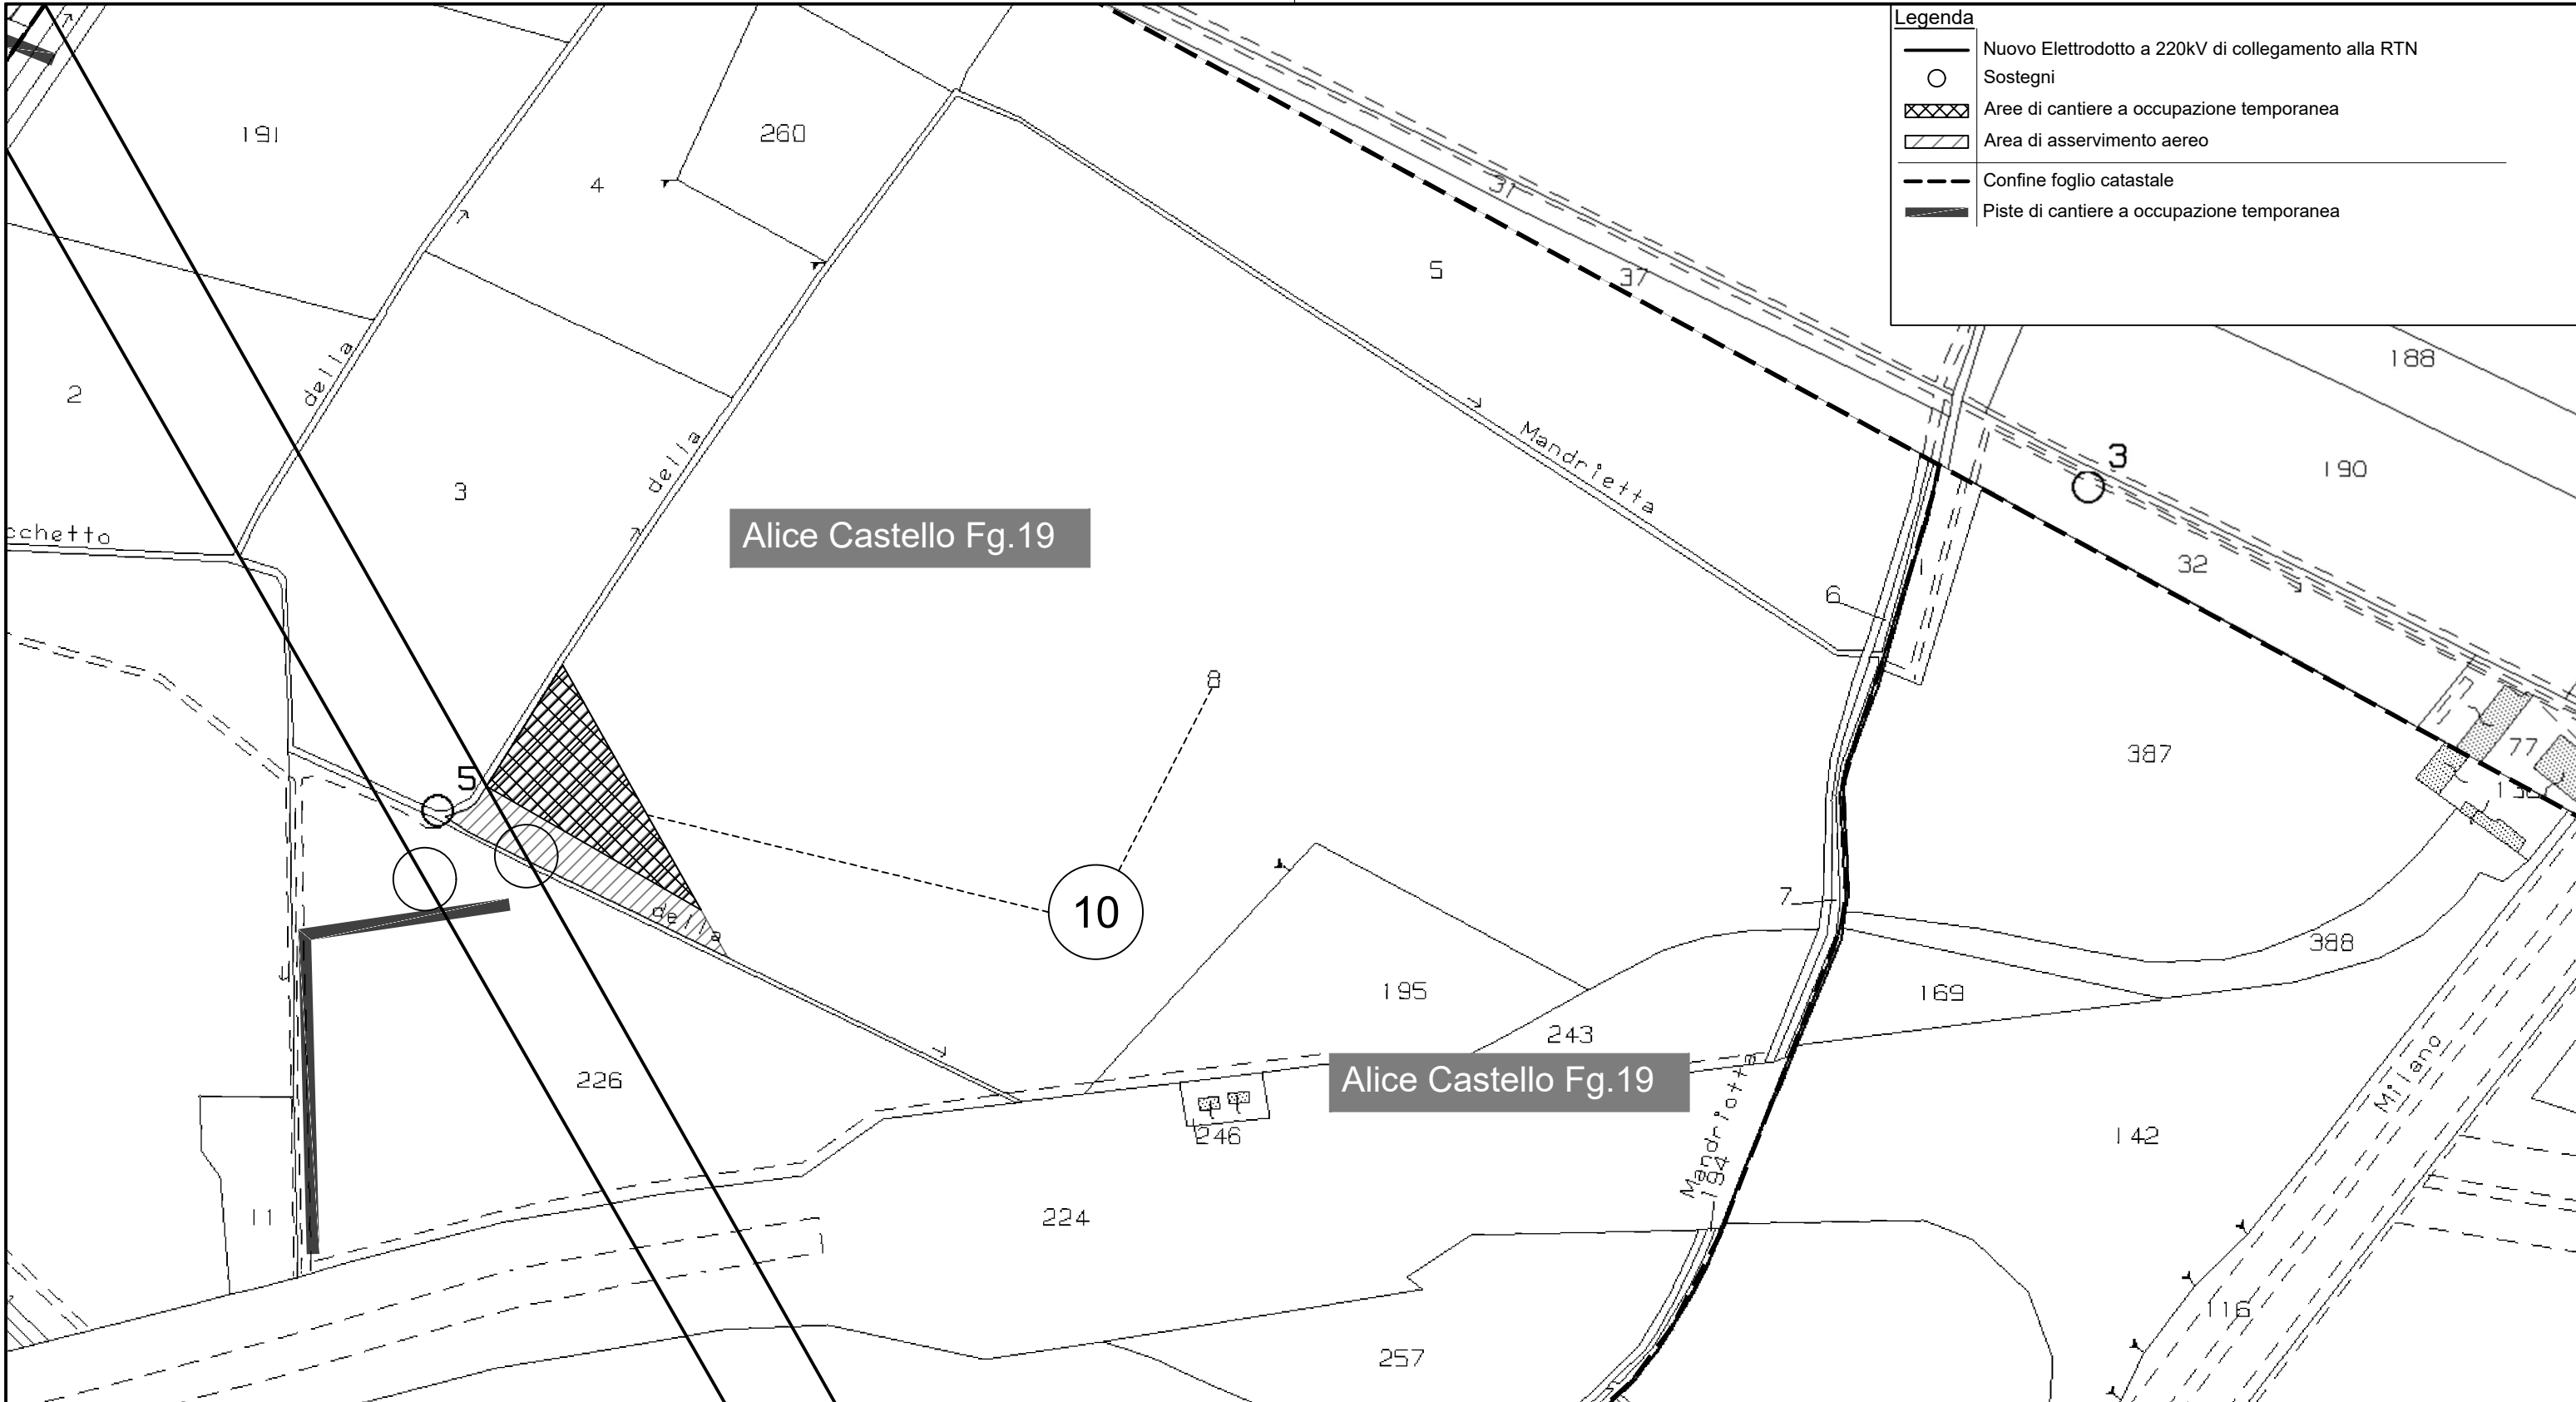 Legenda
Nuovo Elettrodotto a 220kV di collegamento alla RTN
Sostegni
Aree di cantiere a occupazione temporanea
Area di asservimento aereo
Confine foglio catastale
Piste di cantiere a occupazione temporanea
191
260
4
31
5
37
188
2
della
3
190
della
Mandrietta
3
cchetto
Alice Castello Fg.19
32
6
8
387
77
5
10
7
della
388
195
169
243
226
Alice Castello Fg.19
Milano
246
142
Mandriotta
194
11
224
116
257